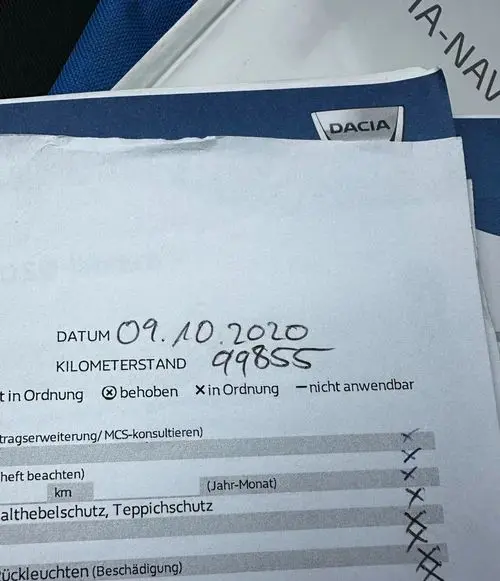 IA-NAV
DACIA
DATUM 09.10.2020
KILOMETERSTAND 99855
t in Ordnung ⊗ behoben × in Ordnung – nicht anwendbar
tragserweiterung/ MCS-konsultieren) ×
×
heft beachten) ×
km (Jahr-Monat)
×
althebelschutz, Teppichschutz
×
×
×
ückleuchten (Beschädigung) ×